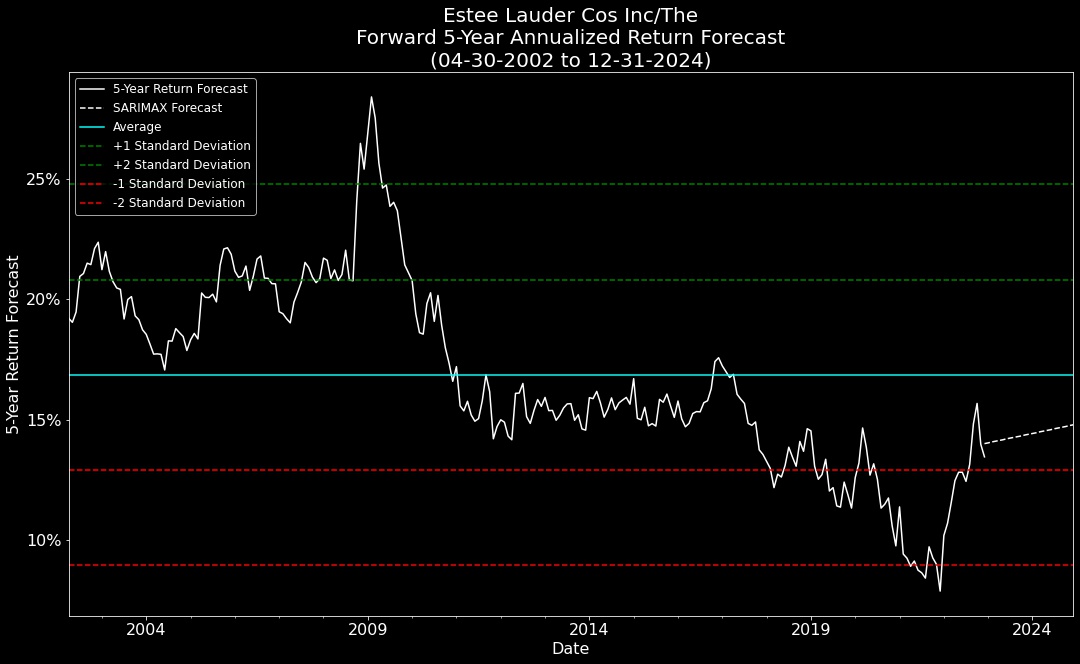 Estee Lauder Cos Inc/The
Forward 5-Year Annualized Return Forecast
(04-30-2002 to 12-31-2024)
5-Year Return Forecast
SARIMAX Forecast
Average
+1 Standard Deviation
+2 Standard Deviation
-1 Standard Deviation
-2 Standard Deviation
5-Year Return Forecast
25%
20%
15%
10%
2004
2009
2014
2019
2024
Date